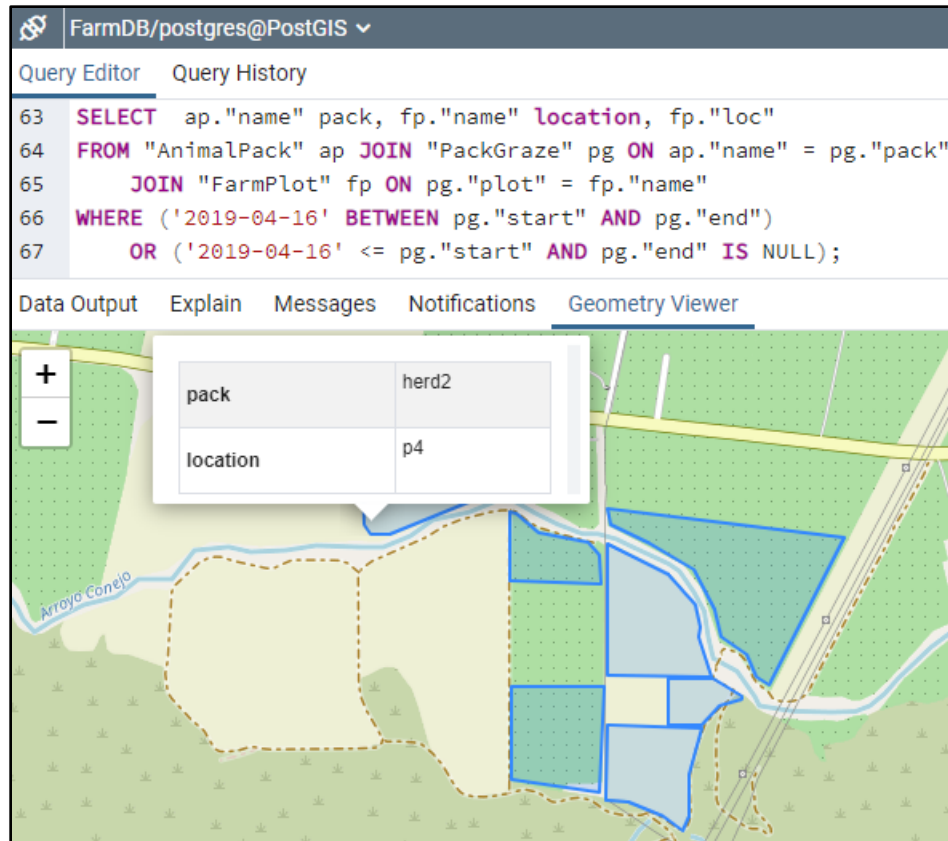 FarmDB/postgres@PostGIS
Query Editor Query History
63 SELECT ap."name" pack, fp."name" location, fp."loc"
64 FROM "AnimalPack" ap JOIN "PackGraze" pg ON ap."name" = pg."pack"
65 JOIN "FarmPlot" fp ON pg."plot" = fp."name"
66 WHERE ('2019-04-16' BETWEEN pg."start" AND pg."end")
67 OR ('2019-04-16' <= pg."start" AND pg."end" IS NULL);
Data Output Explain Messages Notifications Geometry Viewer
+
−
pack herd2
location p4
Arroyo Conejo